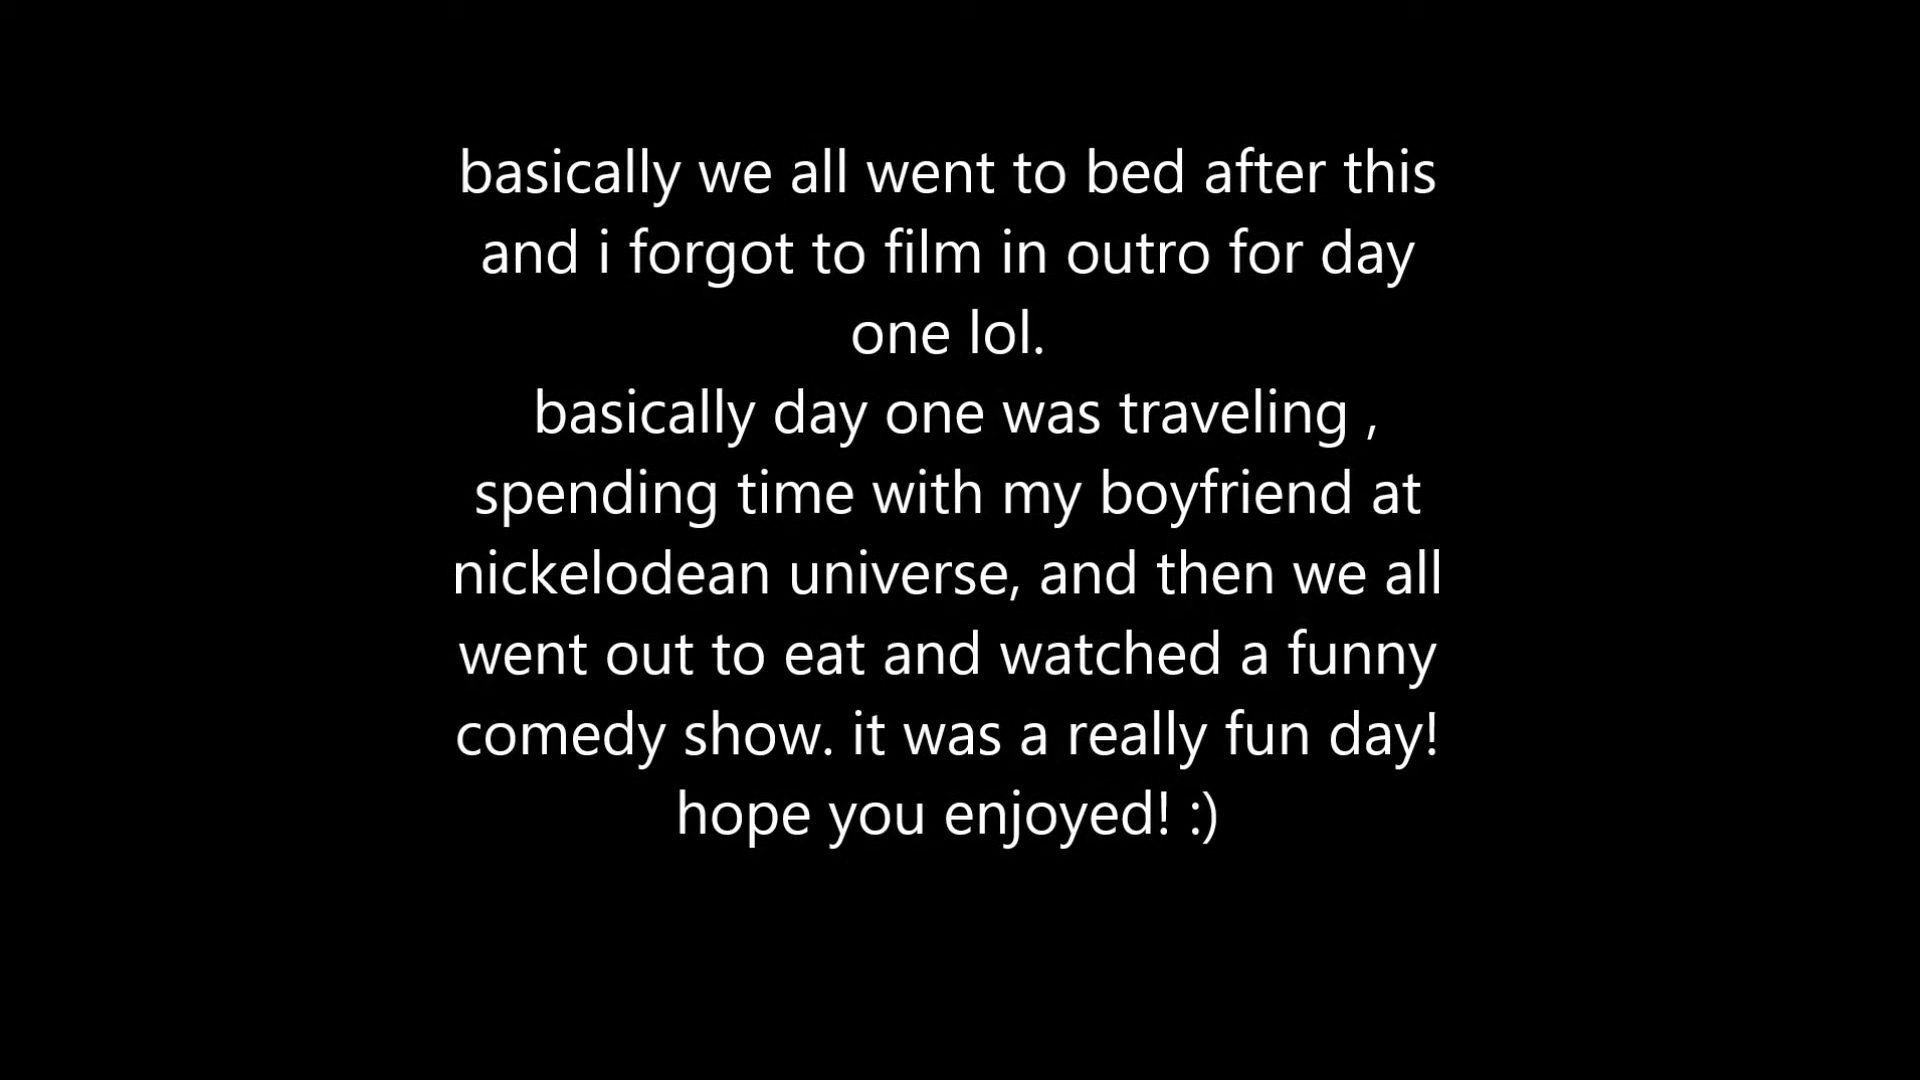 basically we all went to bed after this
and i forgot to film in outro for day
one lol.
basically day one was traveling ,
spending time with my boyfriend at
nickelodean universe, and then we all
went out to eat and watched a funny
comedy show. it was a really fun day!
hope you enjoyed! :)